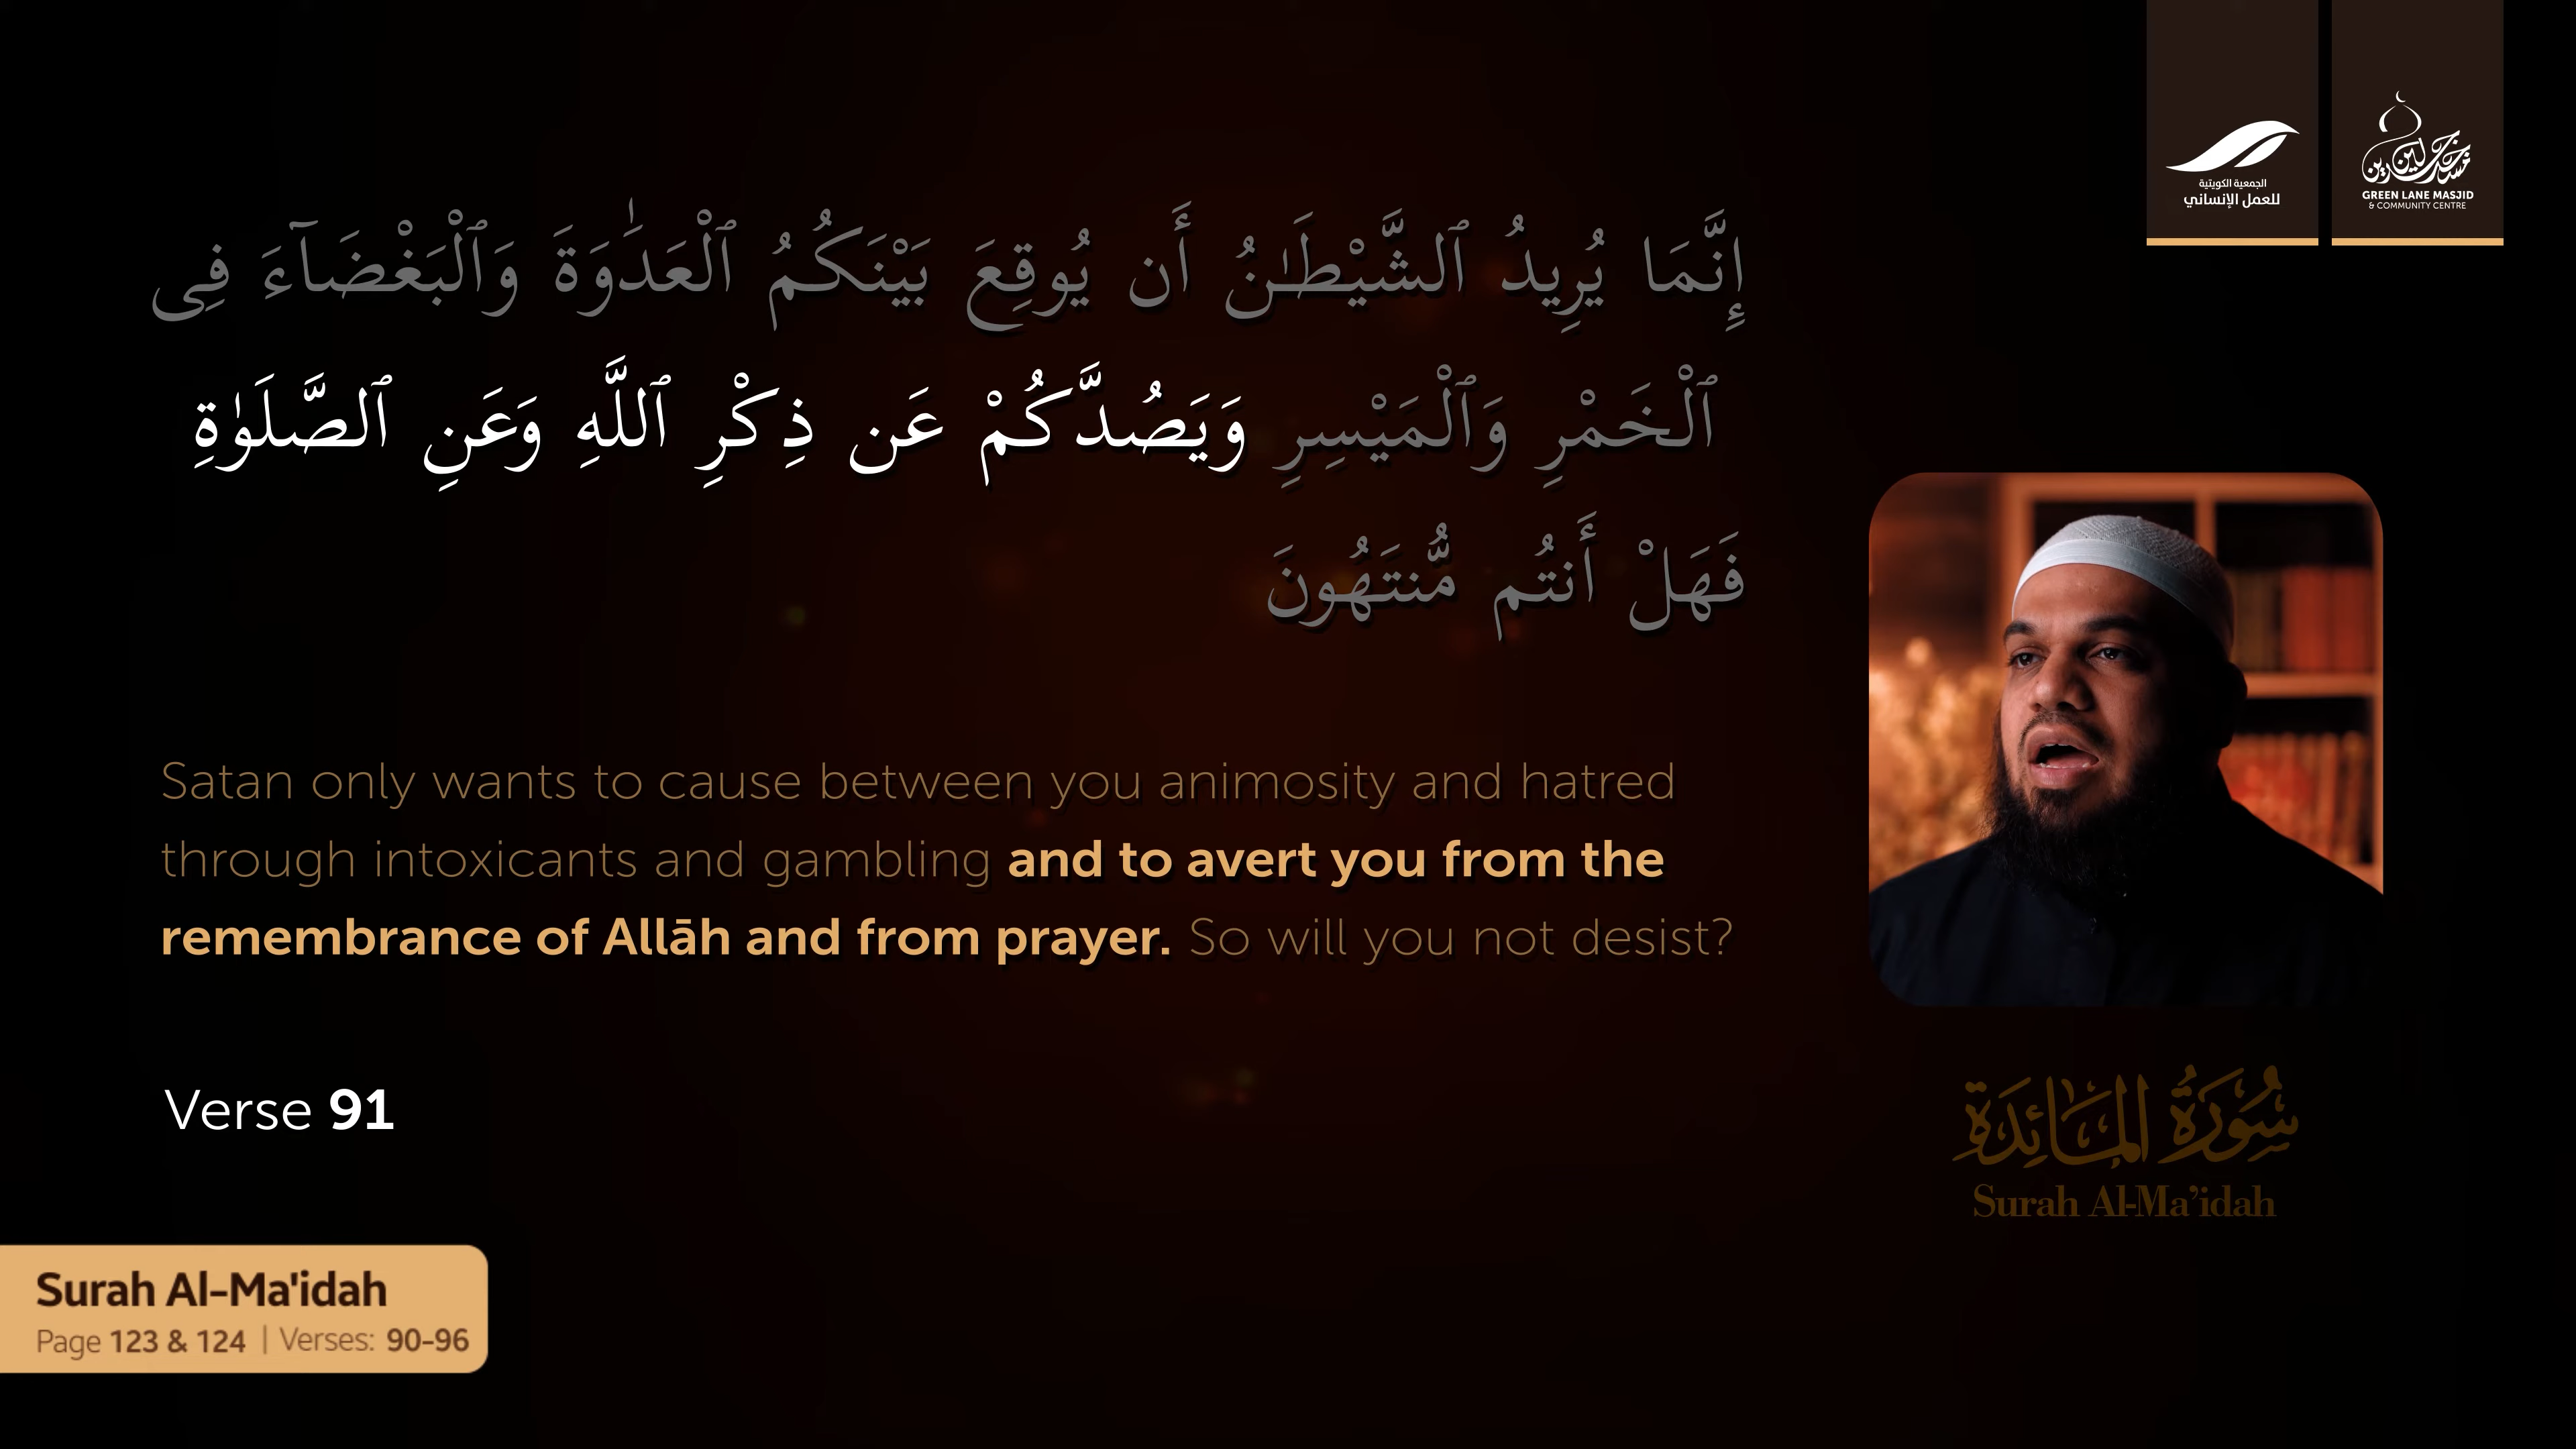 الجمعية الكويتية
للعمل الإنساني
مسجد جرين لين
GREEN LANE MASJID
& COMMUNITY CENTRE
إِنَّمَا يُرِيدُ ٱلشَّيْطَـٰنُ أَن يُوقِعَ بَيْنَكُمُ ٱلْعَدَٰوَةَ وَٱلْبَغْضَآءَ فِى
ٱلْخَمْرِ وَٱلْمَيْسِرِ وَيَصُدَّكُمْ عَن ذِكْرِ ٱللَّهِ وَعَنِ ٱلصَّلَوٰةِ
فَهَلْ أَنتُم مُّنتَهُونَ
Satan only wants to cause between you animosity and hatred
through intoxicants and gambling and to avert you from the
remembrance of Allāh and from prayer. So will you not desist?
Verse 91
سُورَةُ المَائِدَةِ
Surah Al-Ma’idah
Surah Al-Ma'idah
Page 123 & 124 | Verses: 90-96